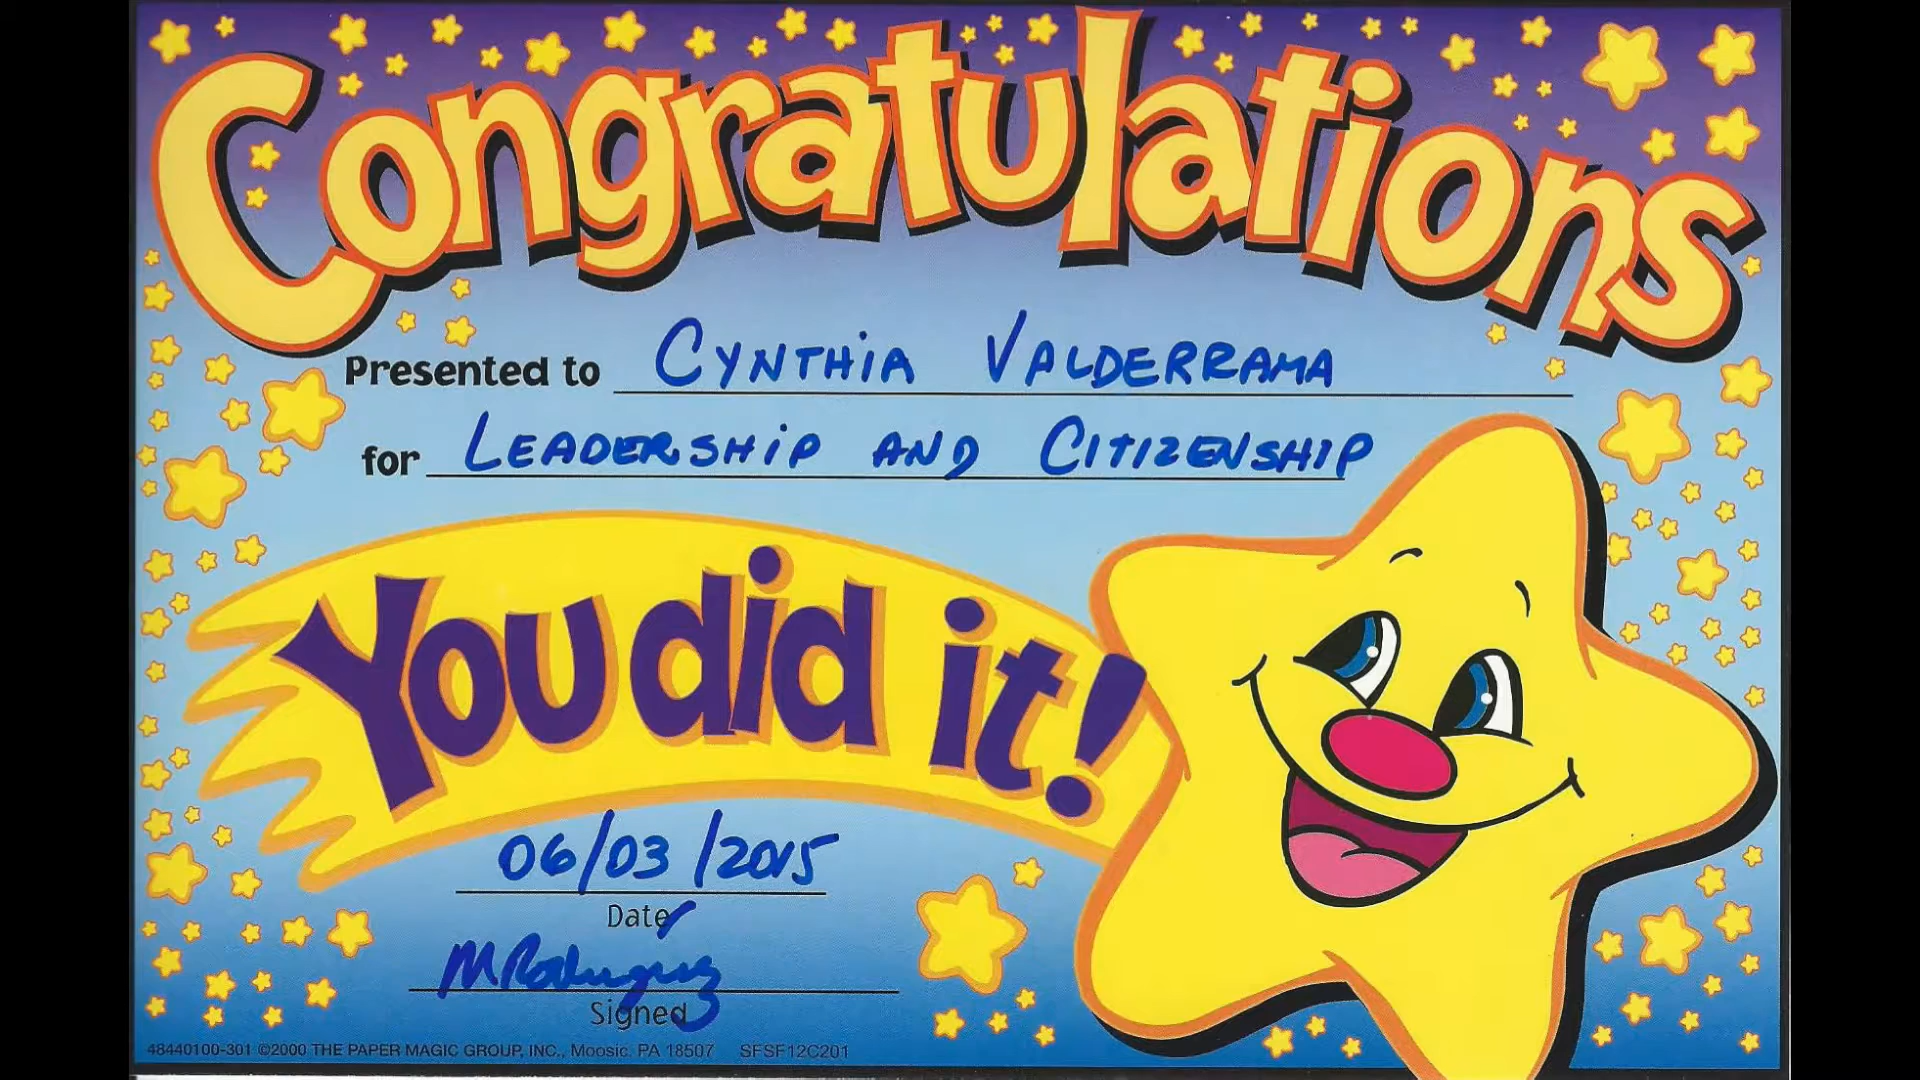 Congratulations
Presented to CYNTHIA VALDERRAMA
for LEADERSHIP AND CITIZENSHIP
You did it!
06/03/2015
Date
M Rodriguez
Signed
48440100-301 ©2000 THE PAPER MAGIC GROUP, INC., Moosic, PA 18507 SFSF12C201